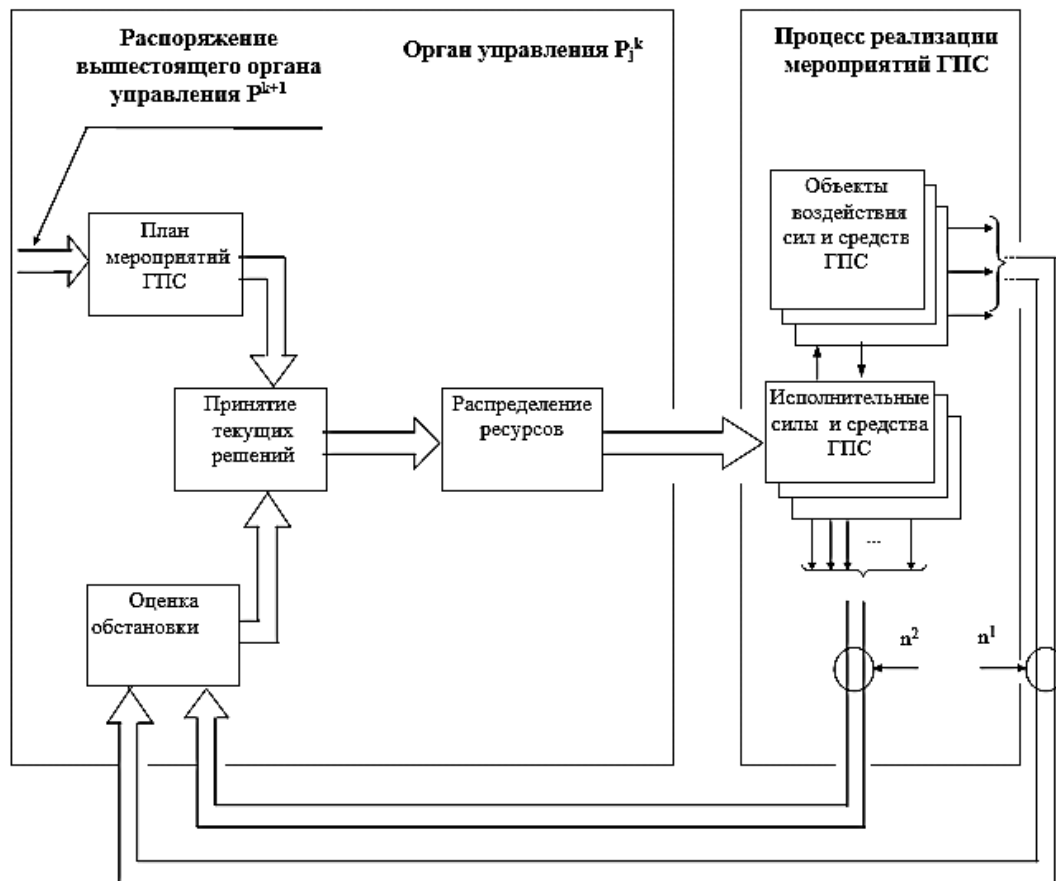 Распоряжение
вышестоящего органа
управления P^k+1
Орган управления P_j^k
Процесс реализации
мероприятий ГПС
План
мероприятий
ГПС
Объекты
воздействия
сил и средств
ГПС
Принятие
текущих
решений
Распределение
ресурсов
Исполнительные
силы и средства
ГПС
...
Оценка
обстановки
n^2
n^1